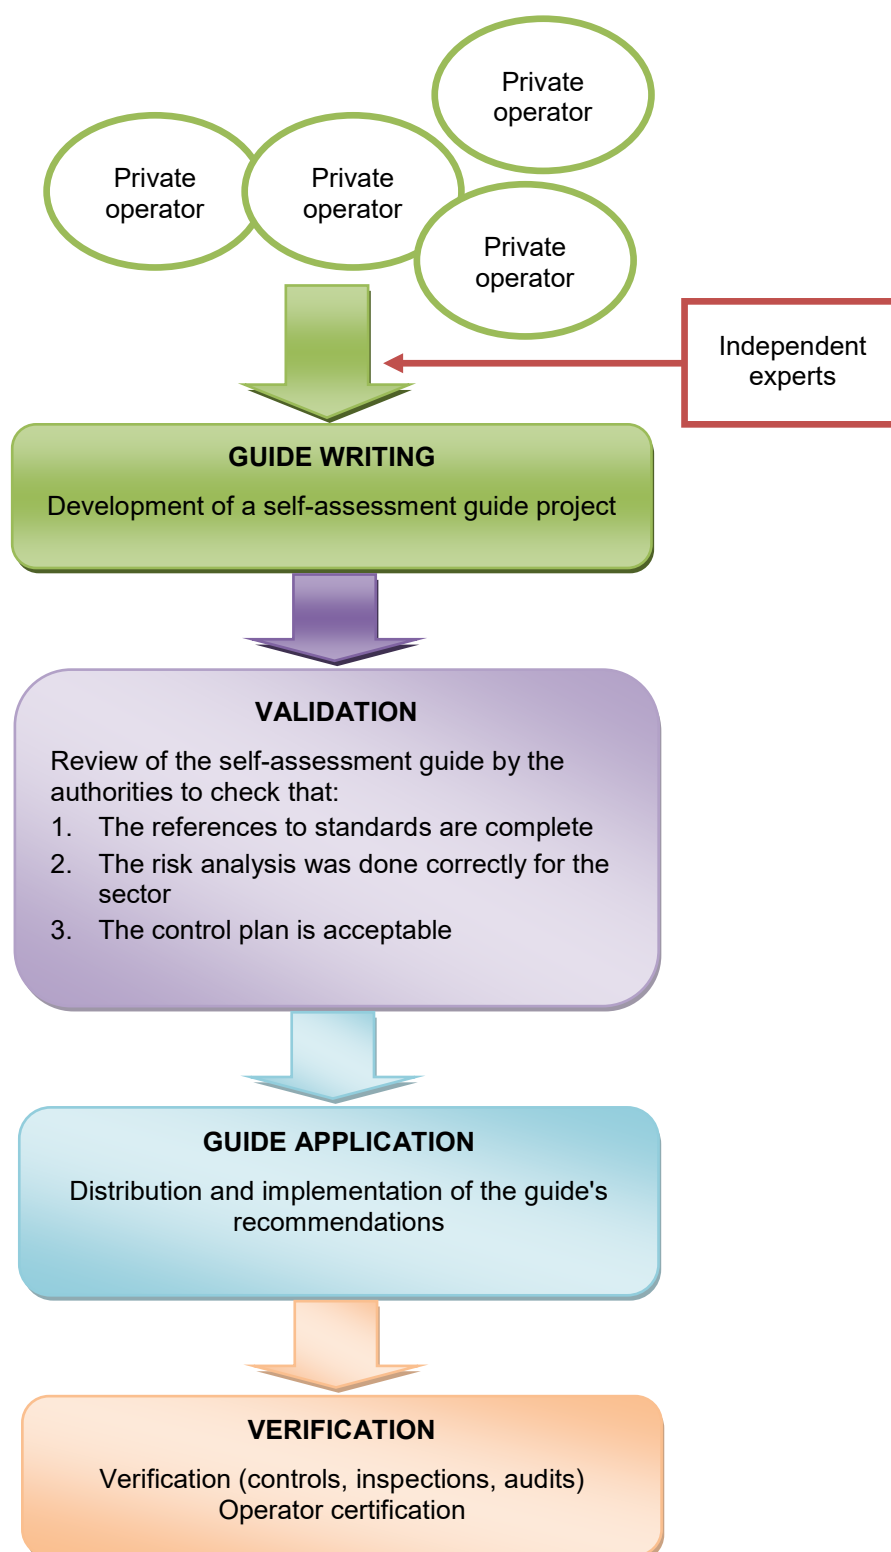 Private
operator
Private
operator
Private
operator
Private
operator
Independent
experts
GUIDE WRITING
Development of a self-assessment guide project
VALIDATION
Review of the self-assessment guide by the
authorities to check that:
1. The references to standards are complete
2. The risk analysis was done correctly for the
sector
3. The control plan is acceptable
GUIDE APPLICATION
Distribution and implementation of the guide's
recommendations
VERIFICATION
Verification (controls, inspections, audits)
Operator certification